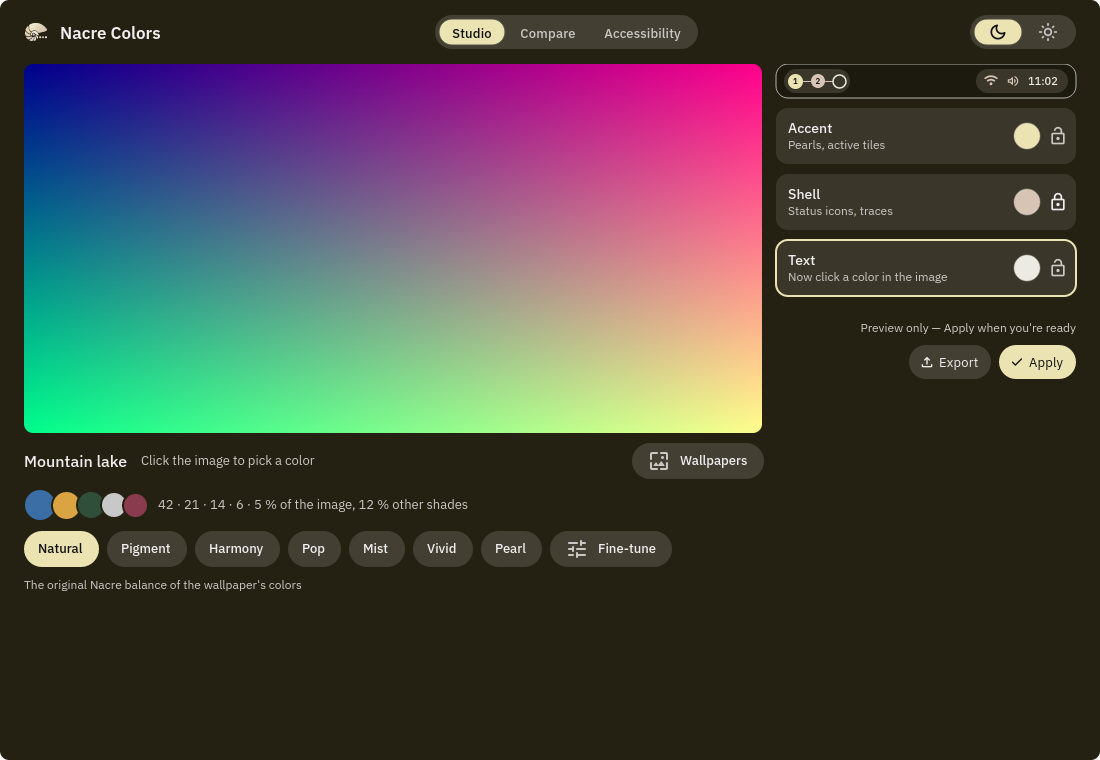 Nacre Colors
Studio
Compare
Accessibility
1
2
11:02
Accent
Pearls, active tiles
Shell
Status icons, traces
Text
Now click a color in the image
Preview only — Apply when you're ready
Export
Apply
Mountain lake
Click the image to pick a color
Wallpapers
42 · 21 · 14 · 6 · 5 % of the image, 12 % other shades
Natural
Pigment
Harmony
Pop
Mist
Vivid
Pearl
Fine-tune
The original Nacre balance of the wallpaper's colors